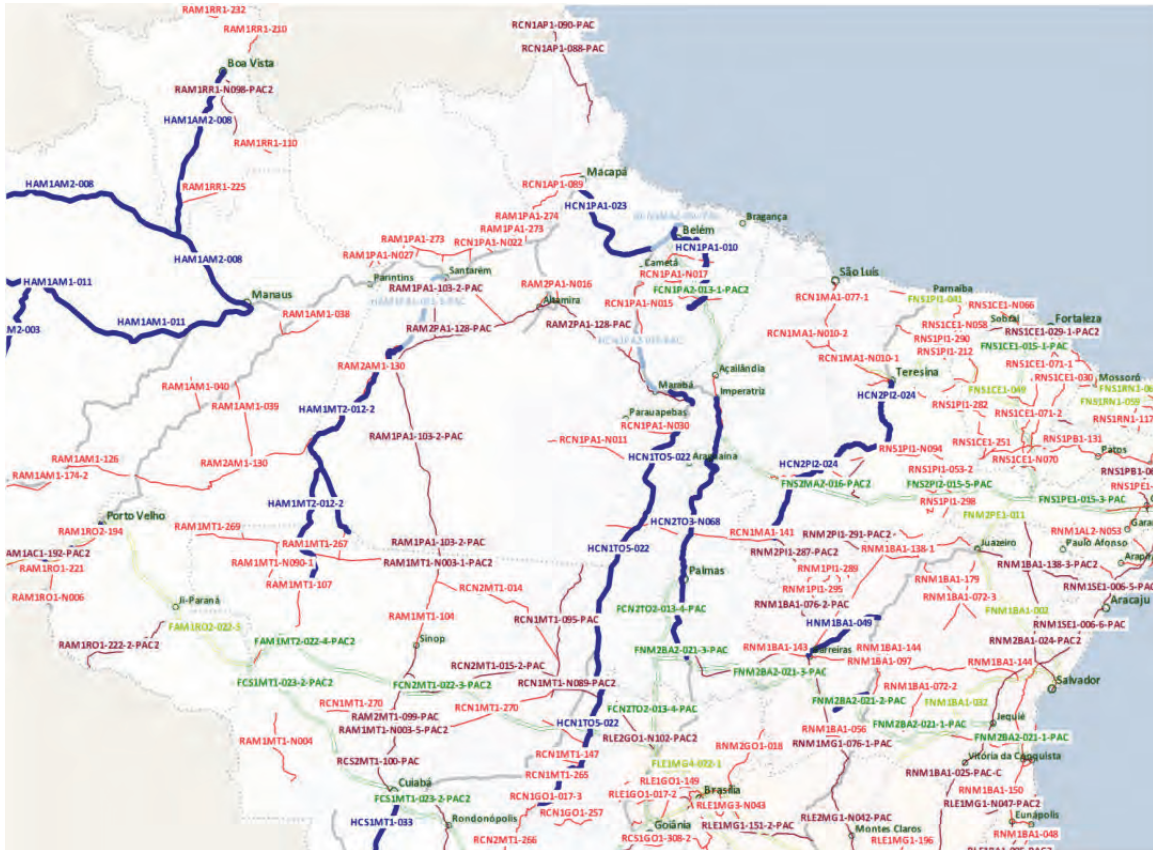 RAM1RR1-232
RAM1RR1-210
RCN1AP1-090-PAC
RCN1AP1-088-PAC
Boa Vista
RAM1RR1-N098-PAC2
HAM1AM2-008
RAM1RR1-110
HAM1AM2-008
RAM1RR1-225
Macapá
RCN1AP1-089
HCN1PA1-023
RAM1PA1-274
RAM1PA1-273
RAM1PA1-273
RCN1PA1-N022
RAM1PA1-N027
Belém
Bragança
HCN1PA1-010
Cametá
RCN1PA1-N017
FCN1PA2-013-1-PAC2
HAM1AM2-008
HAM1AM1-011
Manaus
Parintins
Santarém
RAM1PA1-103-2-PAC
RAM2PA1-N016
Altamira
RCN1PA1-N015
São Luís
RCN1MA1-077-1
Parnaíba
FNS1PI1-041
RNS1CE1-N066
Sobral
Fortaleza
HAM1AM1-011
RAM1AM1-038
RAM2PA1-128-PAC
RAM2PA1-128-PAC
RCN1MA1-N010-2
RNS1CE1-N058
RNS1CE1-029-1-PAC2
RNS1PI1-290
RNS1PI1-212
FNS1CE1-015-1-PAC
RCN1MA1-N010-1
RNS1CE1-071-1
RAM2AM1-130
Açailândia
Teresina
RNS1CE1-030
Mossoró
RAM1AM1-040
RAM1AM1-039
HAM1MT2-012-2
Marabá
Imperatriz
HCN2PI2-024
FNS1CE1-049
FNS1RN1-059
RNS1PI1-282
RNS1CE1-071-2
Parauapebas
RCN1PA1-N030
RNS1RN1-117
RAM1PA1-103-2-PAC
RCN1PA1-N011
RNS1CE1-251
RNS1PB1-131
RNS1PI1-N094
RAM1AM1-126
RAM2AM1-130
HCN1TO5-022
Araguaína
HCN2PI2-024
RNS1CE1-N070
Patos
RAM1AM1-174-2
RNS1PI1-053-2
FNS2MA2-016-PAC2
FNS2PI2-015-5-PAC
HAM1MT2-012-2
RNS1PI1-298
FNS1PE1-015-3-PAC
Porto Velho
RAM1RO2-194
RAM1MT1-269
HCN2TO3-N068
FNM2PE1-011
RCN1MA1-141
RNM2PI1-291-PAC2
RNM1AL2-N053
RAM1MT1-267
RAM1PA1-103-2-PAC
HCN1TO5-022
RNM2PI1-287-PAC2
RNM1BA1-138-1
Juazeiro
Paulo Afonso
RAM1MT1-N090-1
RAM1MT1-N003-1-PAC2
RNM1PI1-289
RNM1BA1-138-3-PAC2
RAM1RO1-221
RAM1MT1-107
RCN2MT1-014
Palmas
RNM1PI1-295
RNM1BA1-179
RNM1SE1-006-5-PAC
RAM1RO1-N006
Ji-Paraná
FCN2TO2-013-4-PAC
RNM1BA1-076-2-PAC
RNM1BA1-072-3
FNM1BA1-002
Aracaju
RAM1MT1-104
RCN1MT1-095-PAC
HNM1BA1-049
RNM1SE1-006-6-PAC
FAM1RO2-022-3
FAM1MT2-022-4-PAC2
Sinop
RNM2BA1-024-PAC2
RAM1RO1-222-2-PAC2
FNM2BA2-021-3-PAC
RNM1BA1-143
Barreiras
RNM1BA1-144
RNM1BA1-097
RNM1BA1-144
RCN2MT1-015-2-PAC
FNM2BA2-021-3-PAC
FCS1MT1-023-2-PAC2
FCN2MT1-022-3-PAC2
RCN1MT1-N089-PAC2
RNM1BA1-072-2
Salvador
RCN1MT1-270
RCN1MT1-270
FCN2TO2-013-4-PAC
FNM2BA2-021-2-PAC
RNM1BA1-032
RAM2MT1-099-PAC
HCN1TO5-022
FNM2BA2-021-1-PAC
Jequié
RAM1MT1-N003-5-PAC2
RNM1BA1-056
FNM2BA2-021-1-PAC
RAM1MT1-N004
RLE2GO1-N102-PAC2
RNM2GO1-018
RNM1MG1-076-1-PAC
RCS2MT1-100-PAC
RCN1MT1-147
FLE1MG4-022-1
Vitória da Conquista
RCN1MT1-265
RNM1BA1-025-PAC-C
Cuiabá
RLE1GO1-149
RNM1BA1-150
FCS1MT1-023-2-PAC2
RCN1GO1-017-3
RLE1GO1-017-2
Brasília
RLE1MG3-N043
RLE1MG1-N047-PAC2
HCS1MT1-033
Rondonópolis
RCN1GO1-257
RLE2MG1-N042-PAC
Eunápolis
Goiânia
RLE1MG1-151-2-PAC
RCN2MT1-266
RCS1GO1-308-2
Montes Claros
RLE1MG1-196
RNM1BA1-048